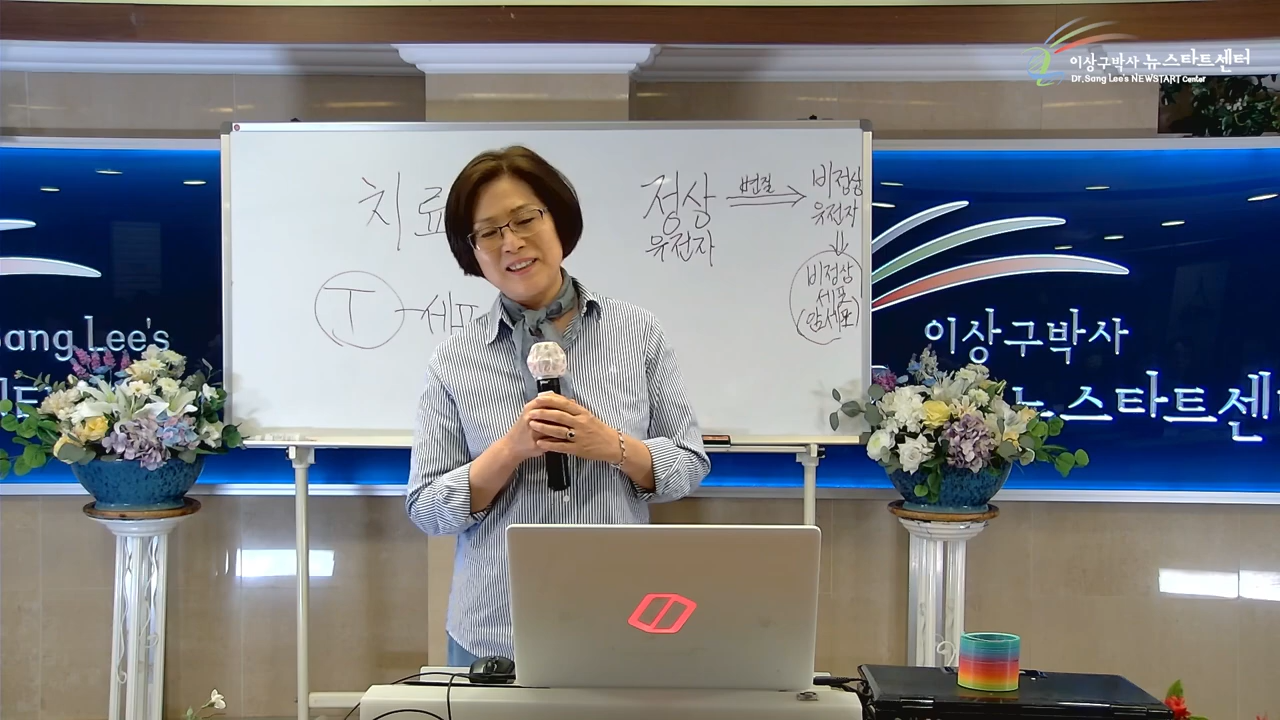 이상구박사 뉴스타트센터
Dr.Sang Lee's NEWSTART Center
치료
정상
유전자
변질
비정상
유전자
비정상
세포
(암세포)
T-세포
Sang Lee's
이상구박사
뉴스타트센